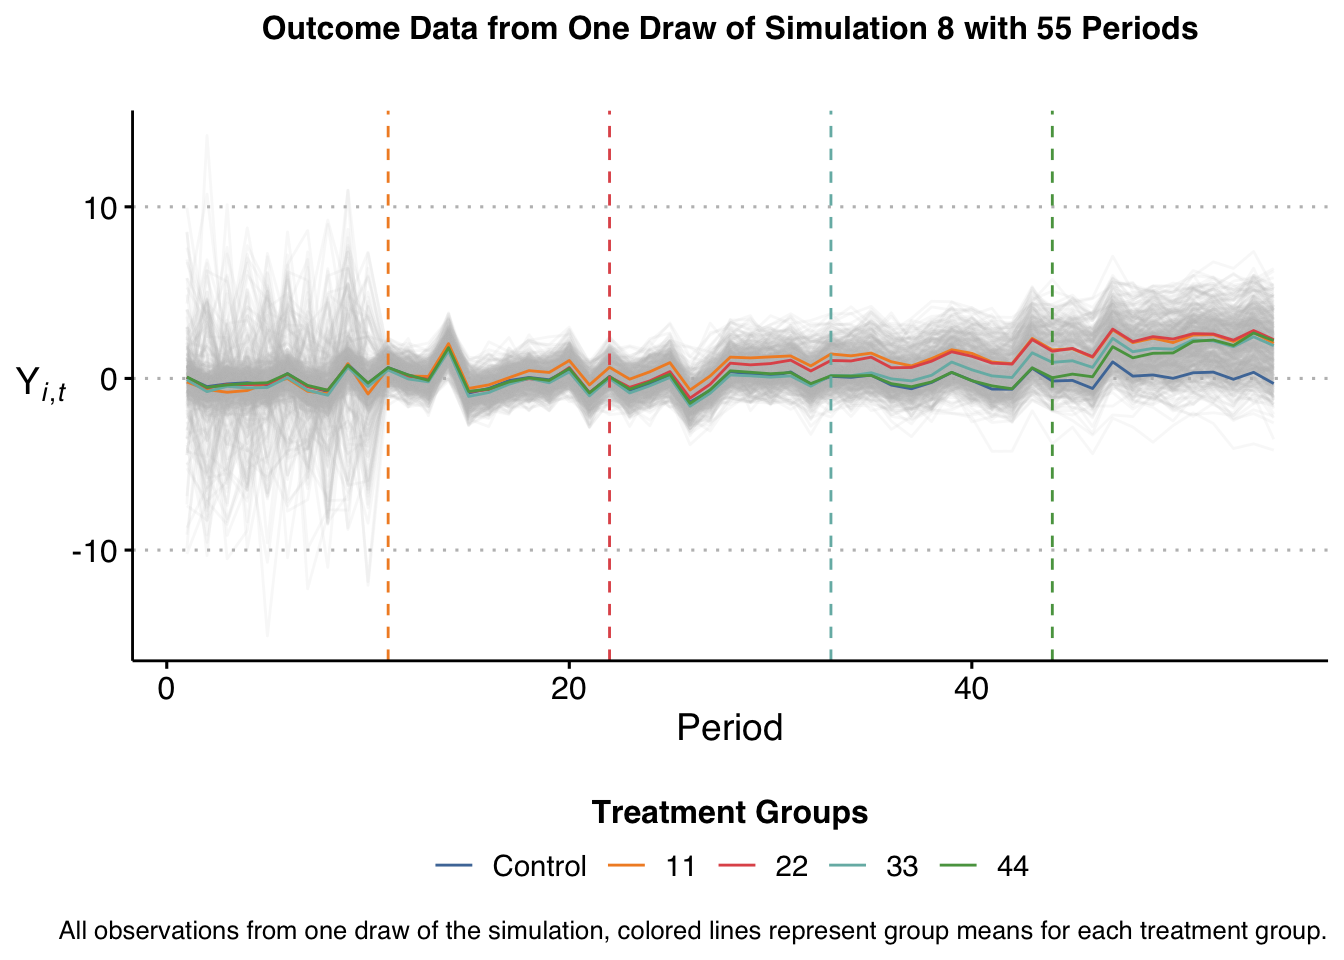 Outcome Data from One Draw of Simulation 8 with 55 Periods
10
0
-10
Y i,t
0 20 40
Period
Treatment Groups
Control 11 22 33 44
All observations from one draw of the simulation, colored lines represent group means for each treatment group.